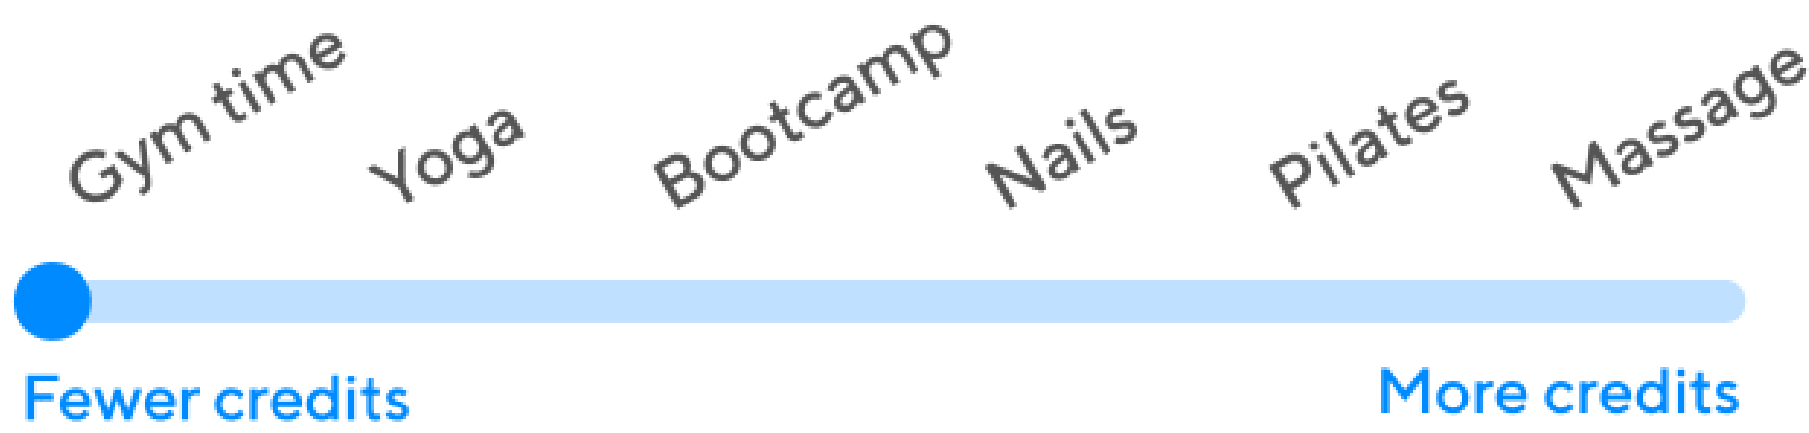 Gym time
Yoga
Bootcamp
Nails
Pilates
Massage
Fewer credits
More credits